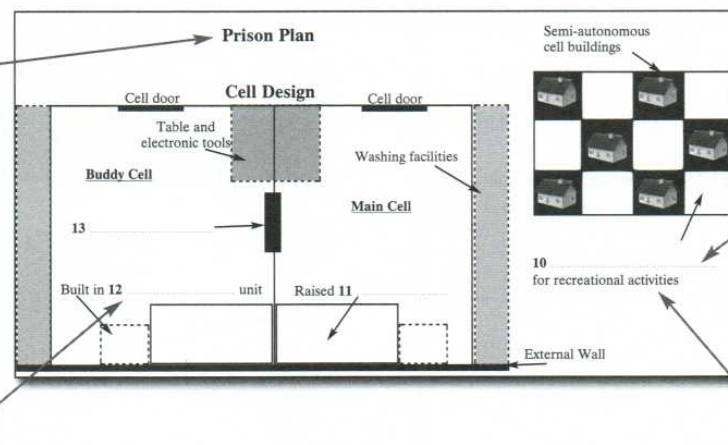 Prison Plan
Semi-autonomous
cell buildings
Cell Design
Cell door
Cell door
Table and
electronic tools
Washing facilities
Buddy Cell
Main Cell
13
10
for recreational activities
Built in 12 unit
Raised 11
External Wall